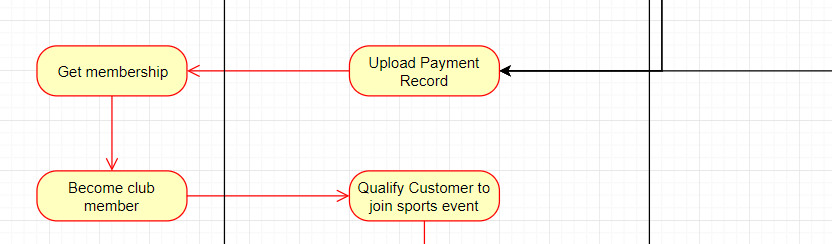 Get membership
Upload Payment
Record
Become club
member
Qualify Customer to
join sports event